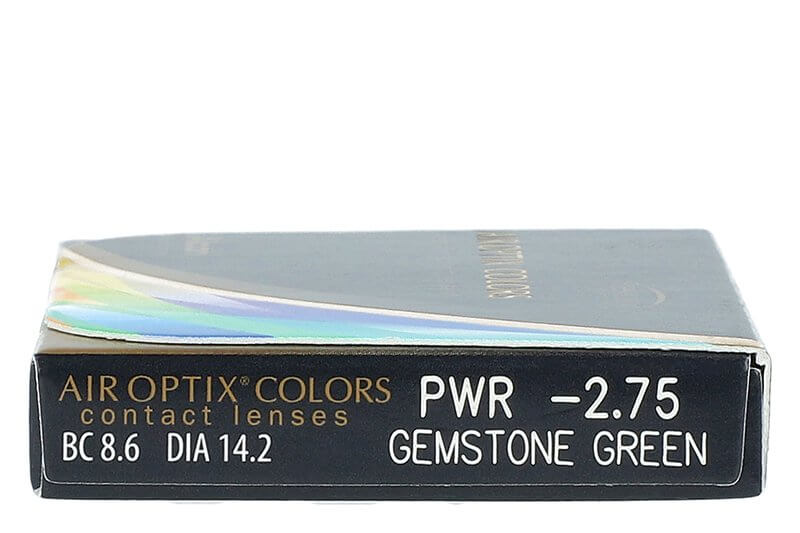 AIR OPTIX® COLORS
contact lenses
BC 8.6 DIA 14.2
PWR -2.75
GEMSTONE GREEN